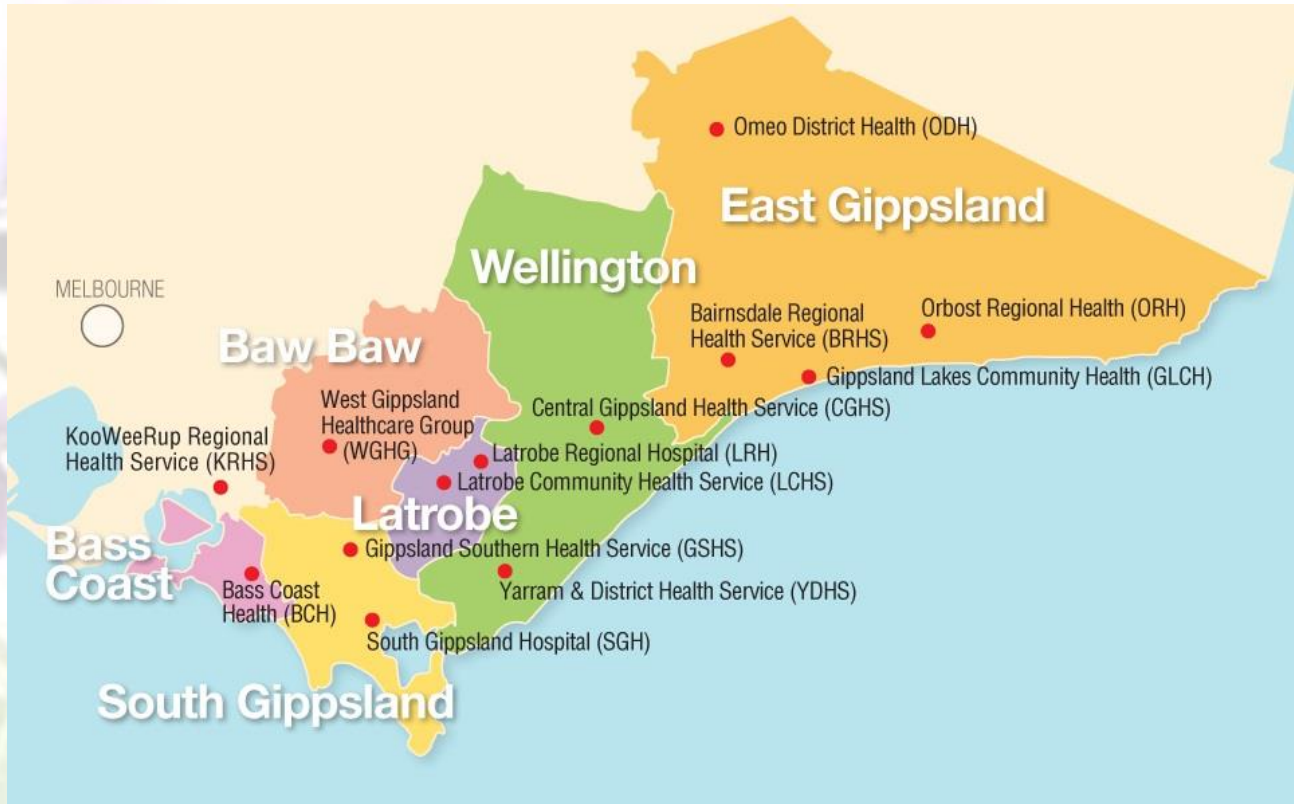 Omeo District Health (ODH)
East Gippsland
Wellington
MELBOURNE
Bairnsdale Regional
Health Service (BRHS)
Orbost Regional Health (ORH)
Baw Baw
Gippsland Lakes Community Health (GLCH)
West Gippsland
Healthcare Group
(WGHG)
Central Gippsland Health Service (CGHS)
KooWeeRup Regional
Health Service (KRHS)
Latrobe Regional Hospital (LRH)
Latrobe Community Health Service (LCHS)
Latrobe
Bass
Coast
Gippsland Southern Health Service (GSHS)
Bass Coast
Health (BCH)
Yarram & District Health Service (YDHS)
South Gippsland Hospital (SGH)
South Gippsland